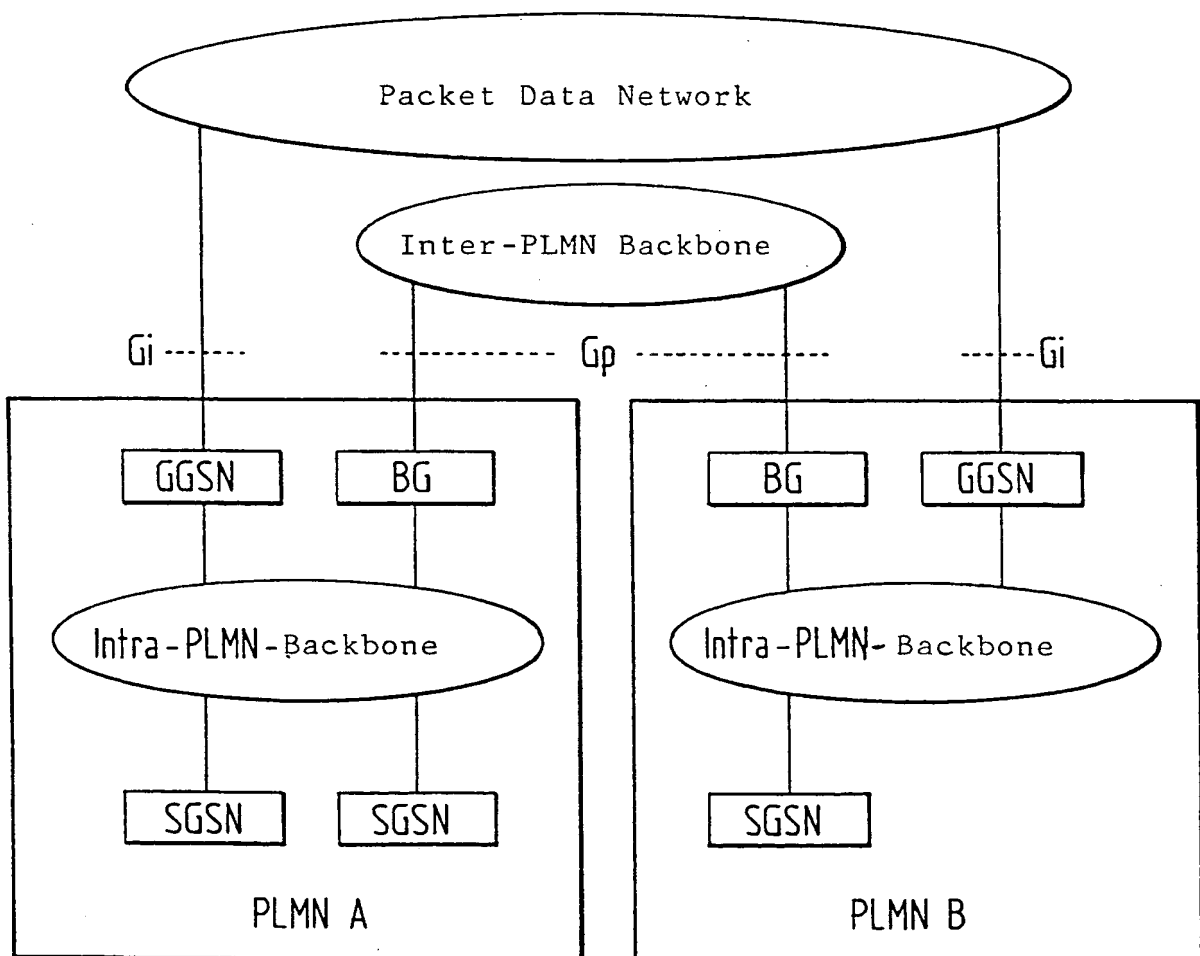 Packet Data Network
Inter-PLMN Backbone
Gi
Gp
Gi
GGSN
BG
BG
GGSN
Intra-PLMN-Backbone
Intra-PLMN-Backbone
SGSN
SGSN
SGSN
PLMN A
PLMN B